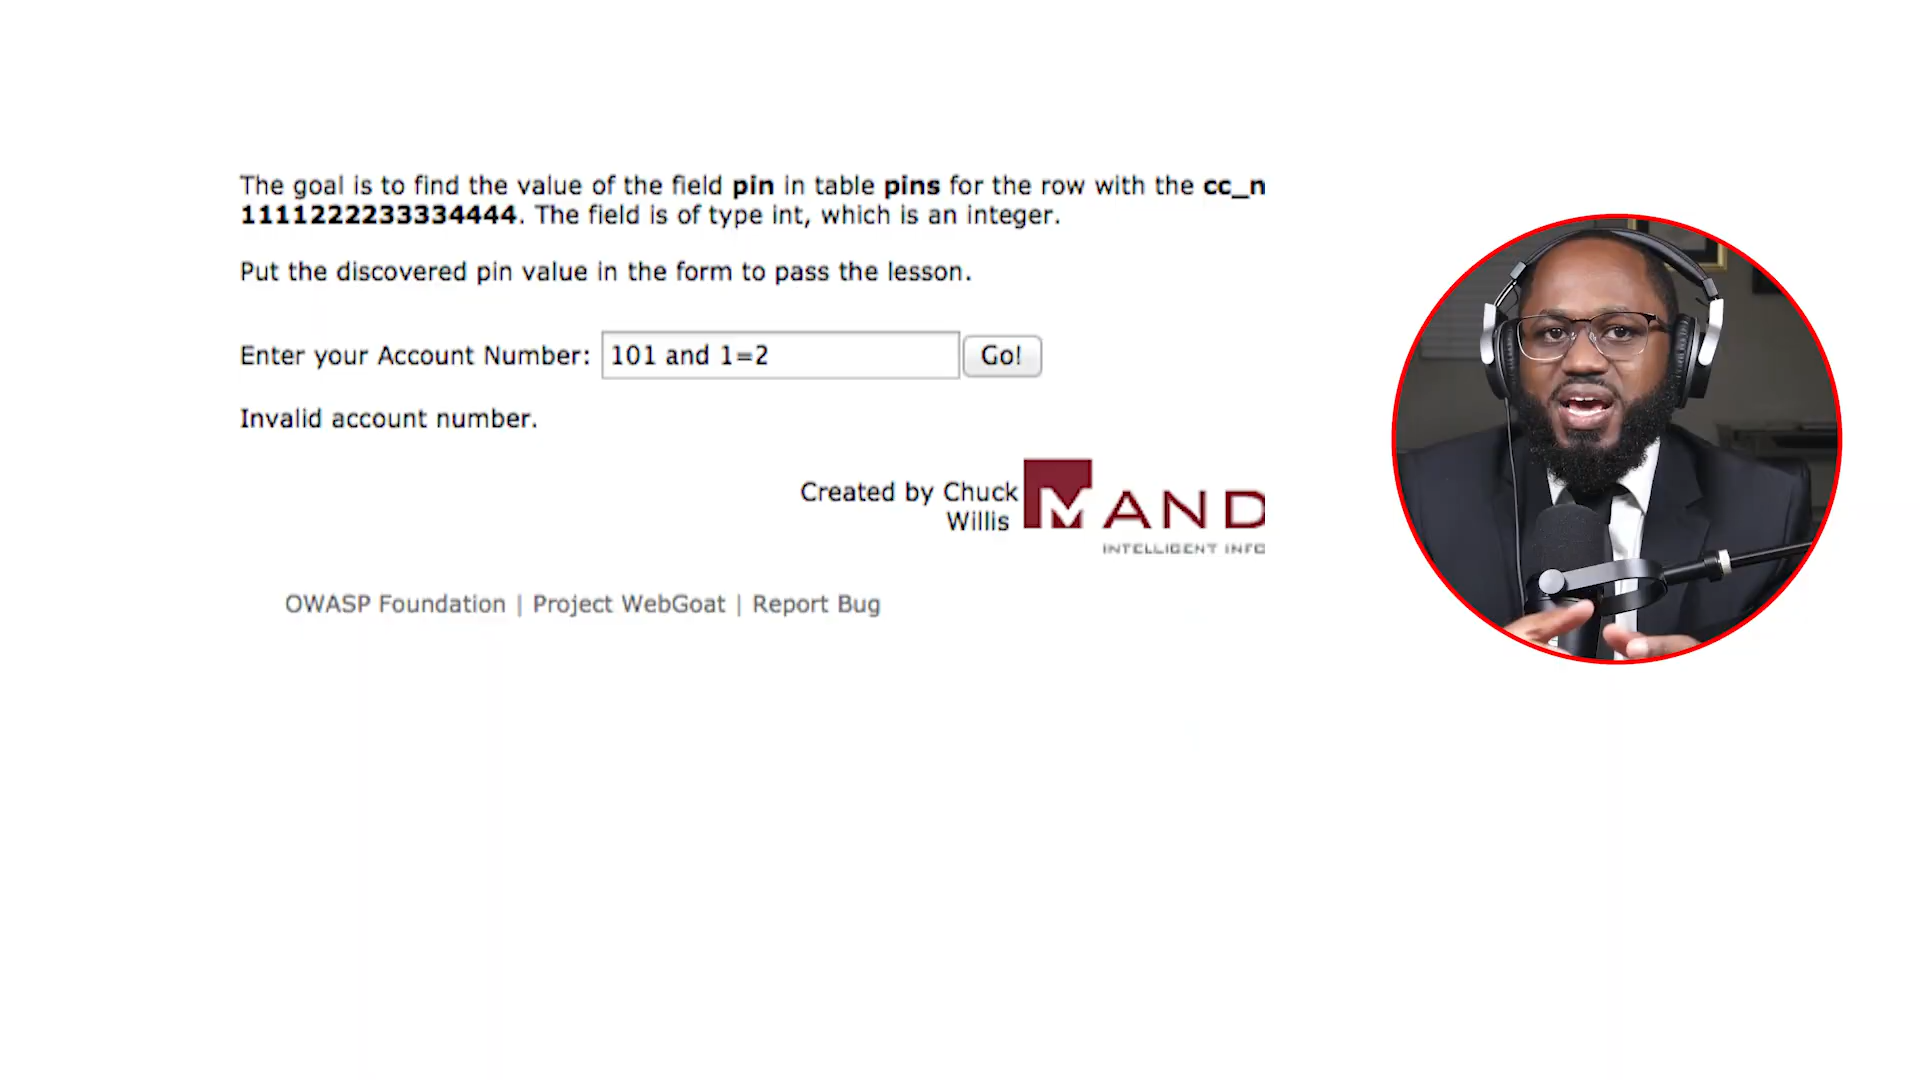 The goal is to find the value of the field pin in table pins for the row with the cc_n
1111222233334444. The field is of type int, which is an integer.
Put the discovered pin value in the form to pass the lesson.
Enter your Account Number: 101 and 1=2 Go!
Invalid account number.
Created by Chuck
Willis
MAND
INTELLIGENT INFO
OWASP Foundation | Project WebGoat | Report Bug